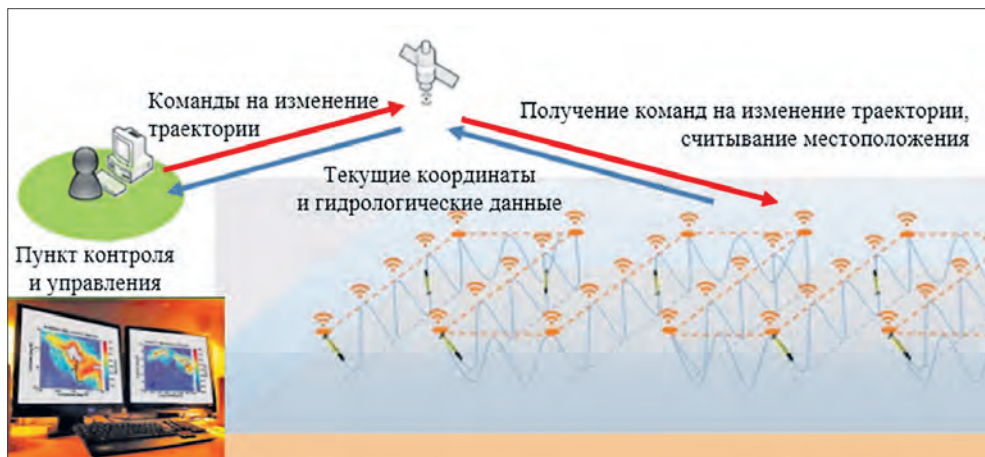 Команды на изменение
траектории
Получение команд на изменение траектории,
считывание местоположения
Текущие координаты
и гидрологические данные
Пункт контроля
и управления